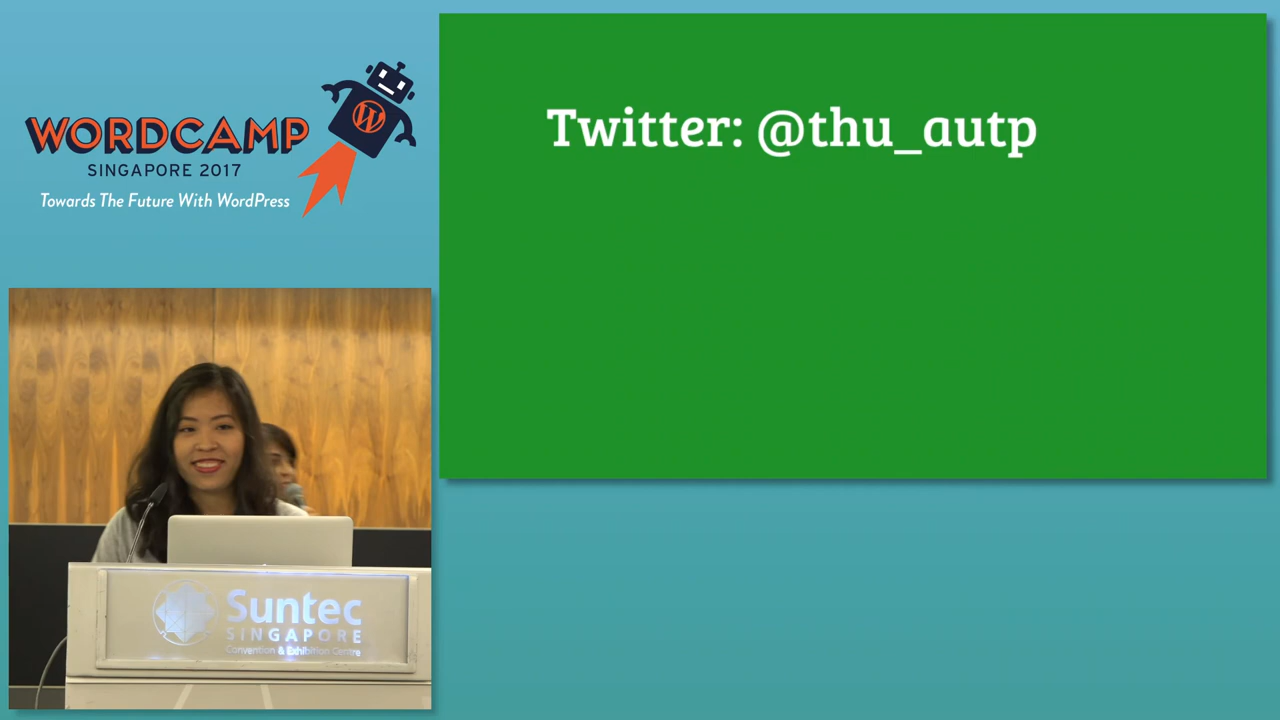 WORDCAMP
SINGAPORE 2017
Towards The Future With WordPress
Twitter: @thu_autp
Suntec
SINGAPORE
Convention & Exhibition Centre